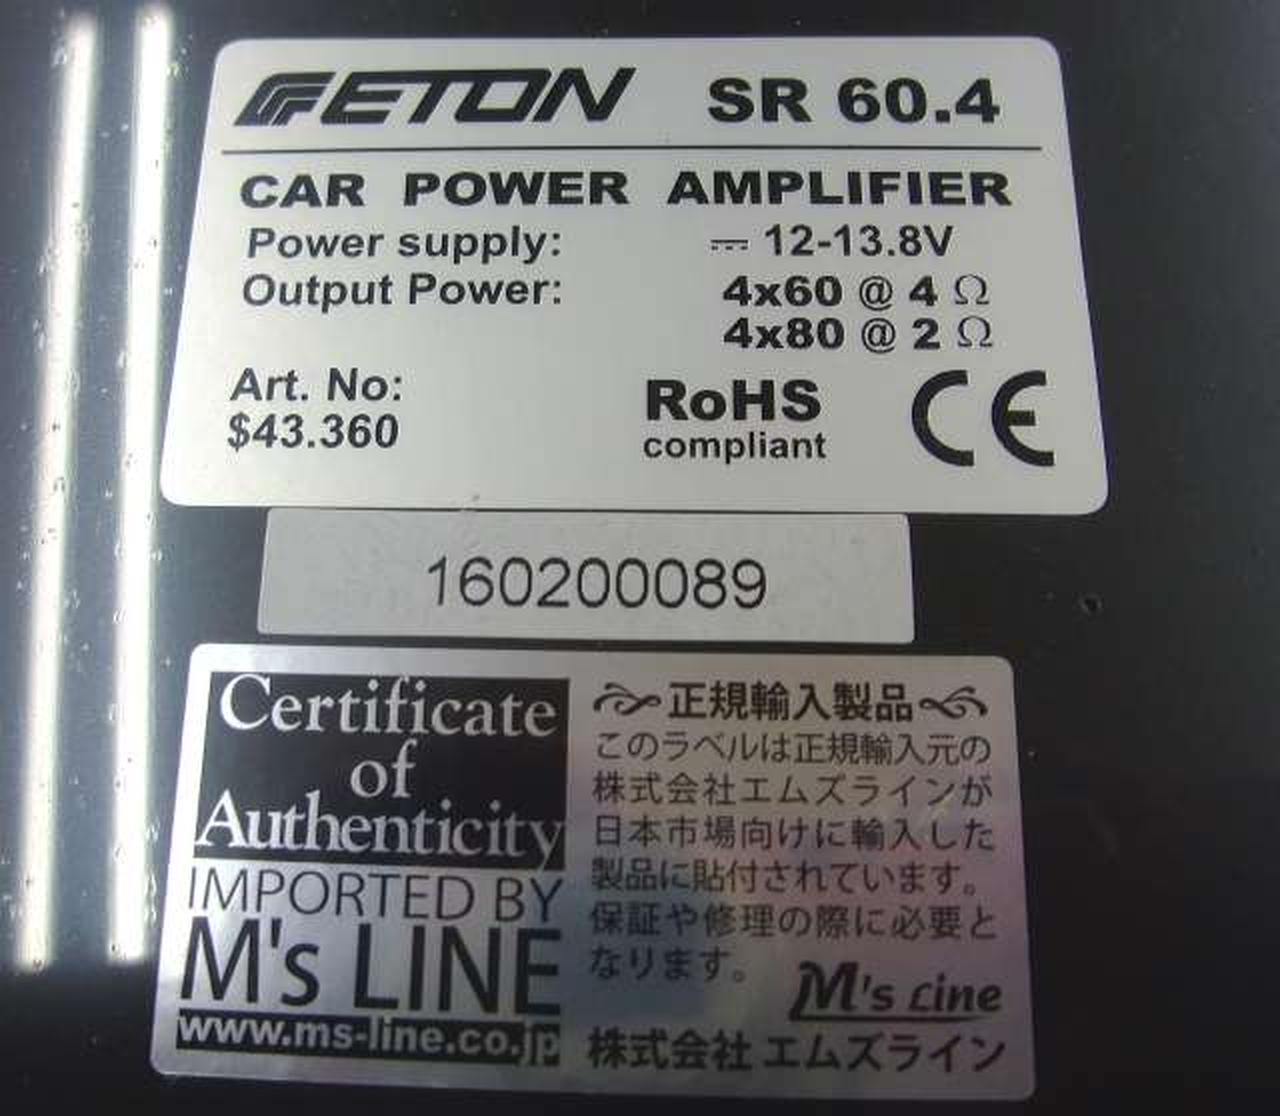 ETON SR 60.4
CAR POWER AMPLIFIER
Power supply: ⎓ 12-13.8V
Output Power: 4x60 @ 4 Ω
4x80 @ 2 Ω
Art. No:
$43.360
RoHS
compliant
CE
160200089
Certificate
of
Authenticity
IMPORTED BY
M's LINE
www.ms-line.co.jp
正規輸入製品
このラベルは正規輸入元の
株式会社エムズラインが
日本市場向けに輸入した
製品に貼付されています。
保証や修理の際に必要と
なります。
M's Line
株式会社 エムズライン